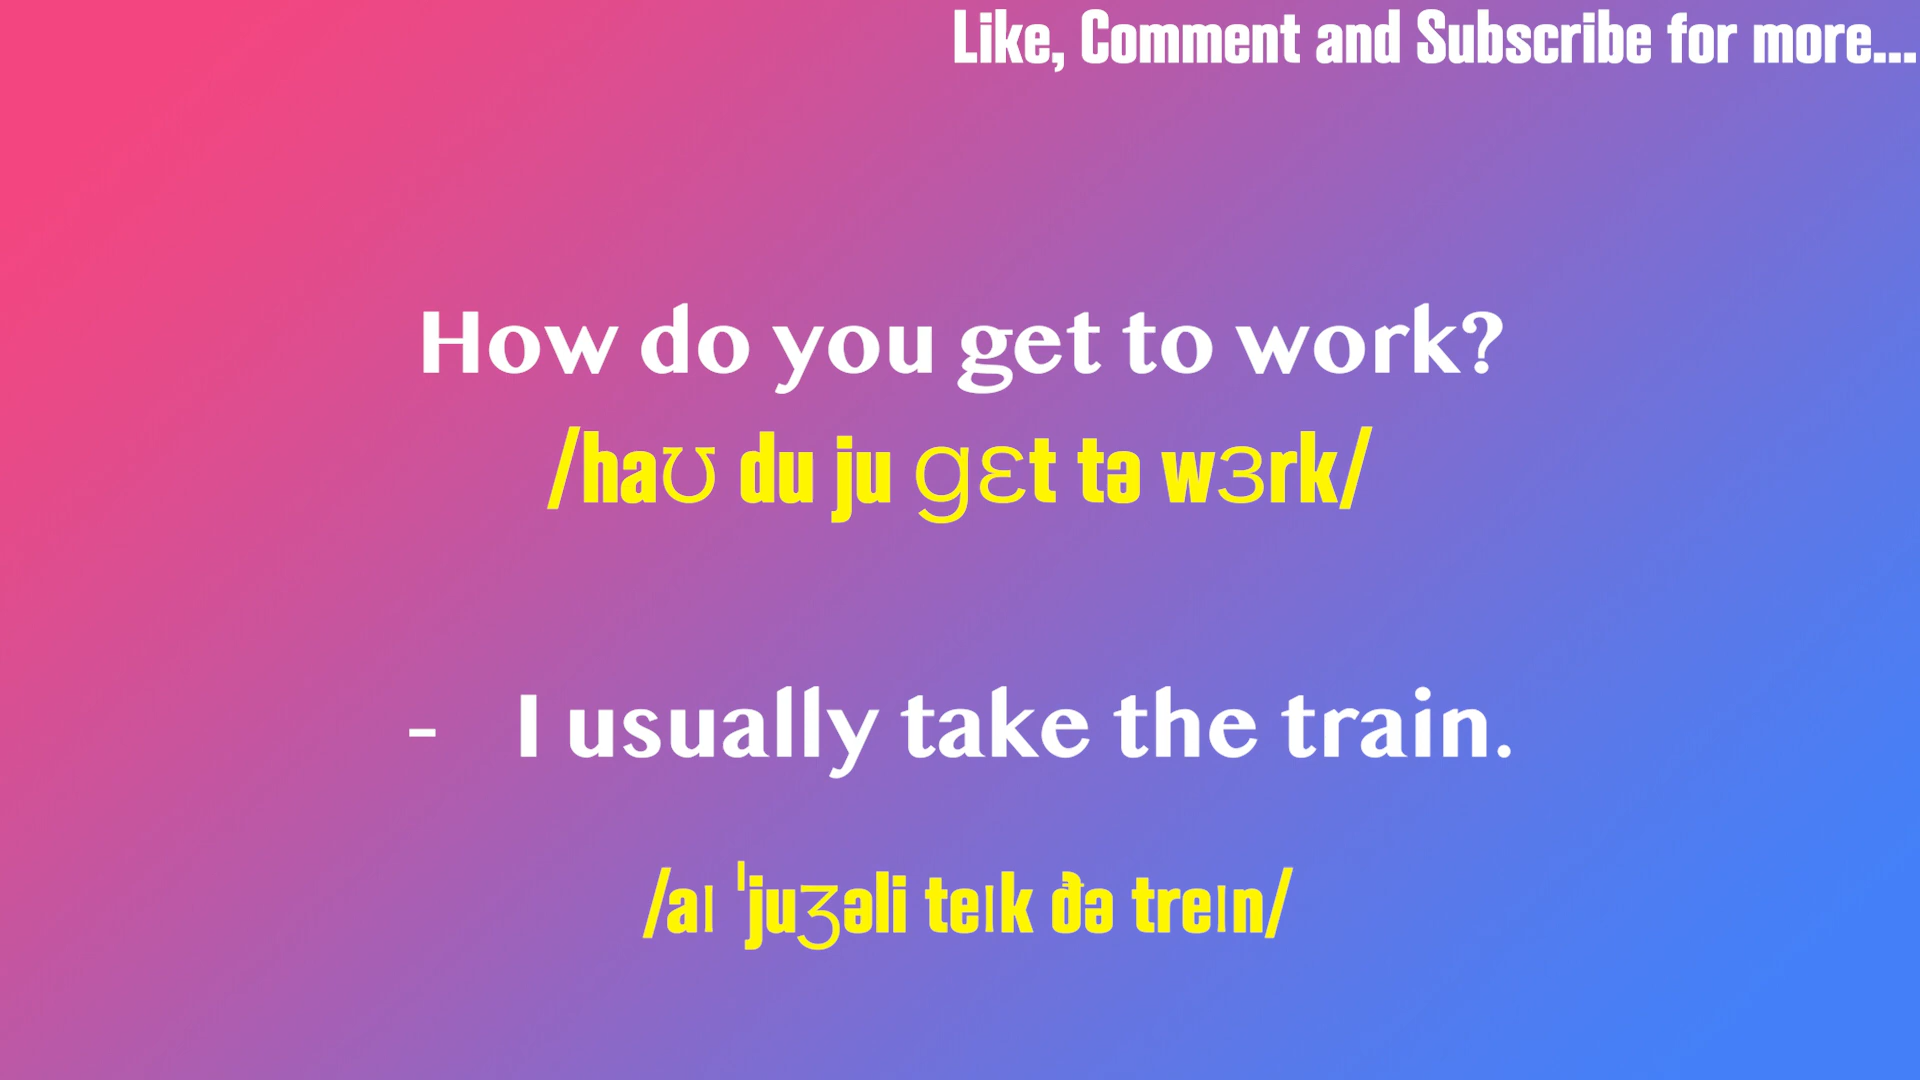 Like, Comment and Subscribe for more...
How do you get to work?
/haʊ du ju ɡɛt tə wɜrk/
- I usually take the train.
/aɪ ˈjuʒəli teɪk ðə treɪn/